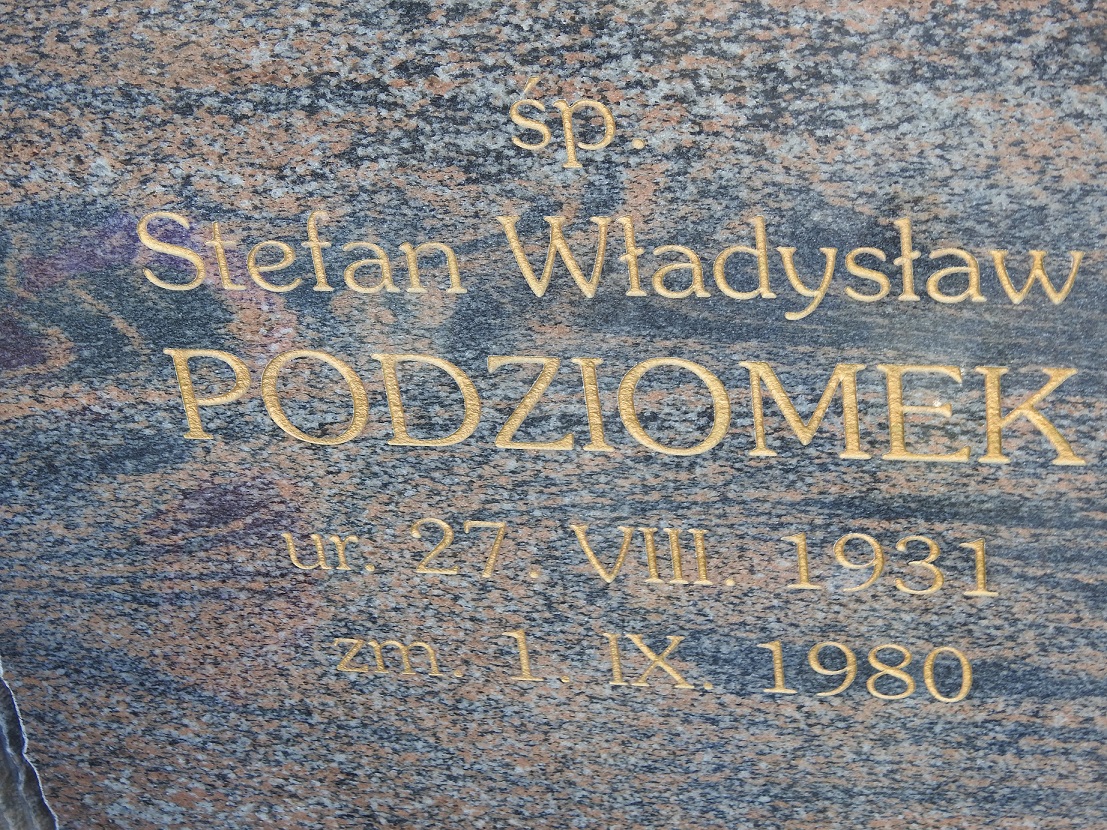 śp.
Stefan Władysław
PODZIOMEK
ur. 27. VIII. 1931
zm. 1. IX. 1980